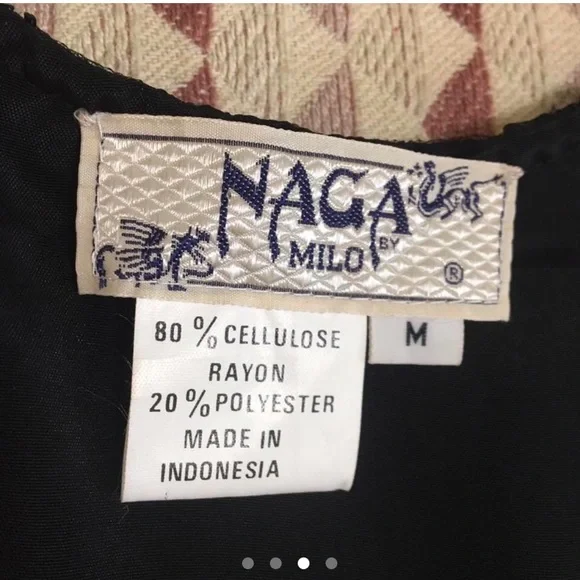 NAGA
BY
MILO
®
80 % CELLULOSE
RAYON
20 % POLYESTER
MADE IN
INDONESIA
M